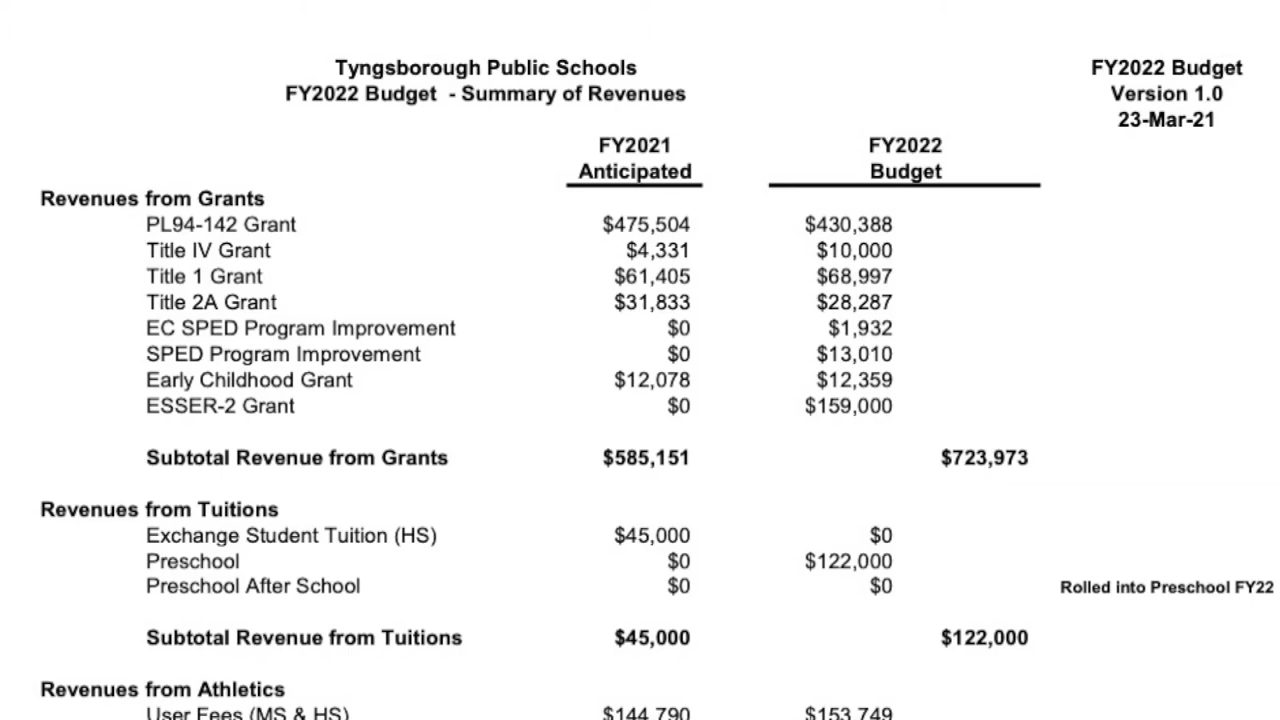 Tyngsborough Public Schools FY2022 Budget
FY2022 Budget - Summary of Revenues Version 1.0
23-Mar-21
FY2021 FY2022
Anticipated Budget
Revenues from Grants
PL94-142 Grant $475,504 $430,388
Title IV Grant $4,331 $10,000
Title 1 Grant $61,405 $68,997
Title 2A Grant $31,833 $28,287
EC SPED Program Improvement $0 $1,932
SPED Program Improvement $0 $13,010
Early Childhood Grant $12,078 $12,359
ESSER-2 Grant $0 $159,000
Subtotal Revenue from Grants $585,151 $723,973
Revenues from Tuitions
Exchange Student Tuition (HS) $45,000 $0
Preschool $0 $122,000
Preschool After School $0 $0 Rolled into Preschool FY22
Subtotal Revenue from Tuitions $45,000 $122,000
Revenues from Athletics
User Fees (MS & HS) $144,790 $153,749